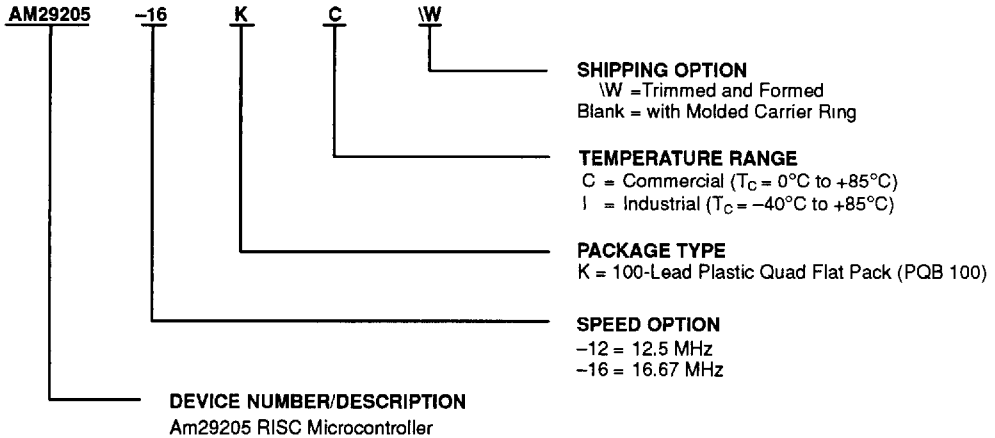 AM29205 –16 K C \W
SHIPPING OPTION
\W =Trimmed and Formed
Blank = with Molded Carrier Ring
TEMPERATURE RANGE
C = Commercial (TC = 0°C to +85°C)
I = Industrial (TC = –40°C to +85°C)
PACKAGE TYPE
K = 100-Lead Plastic Quad Flat Pack (PQB 100)
SPEED OPTION
–12 = 12.5 MHz
–16 = 16.67 MHz
DEVICE NUMBER/DESCRIPTION
Am29205 RISC Microcontroller